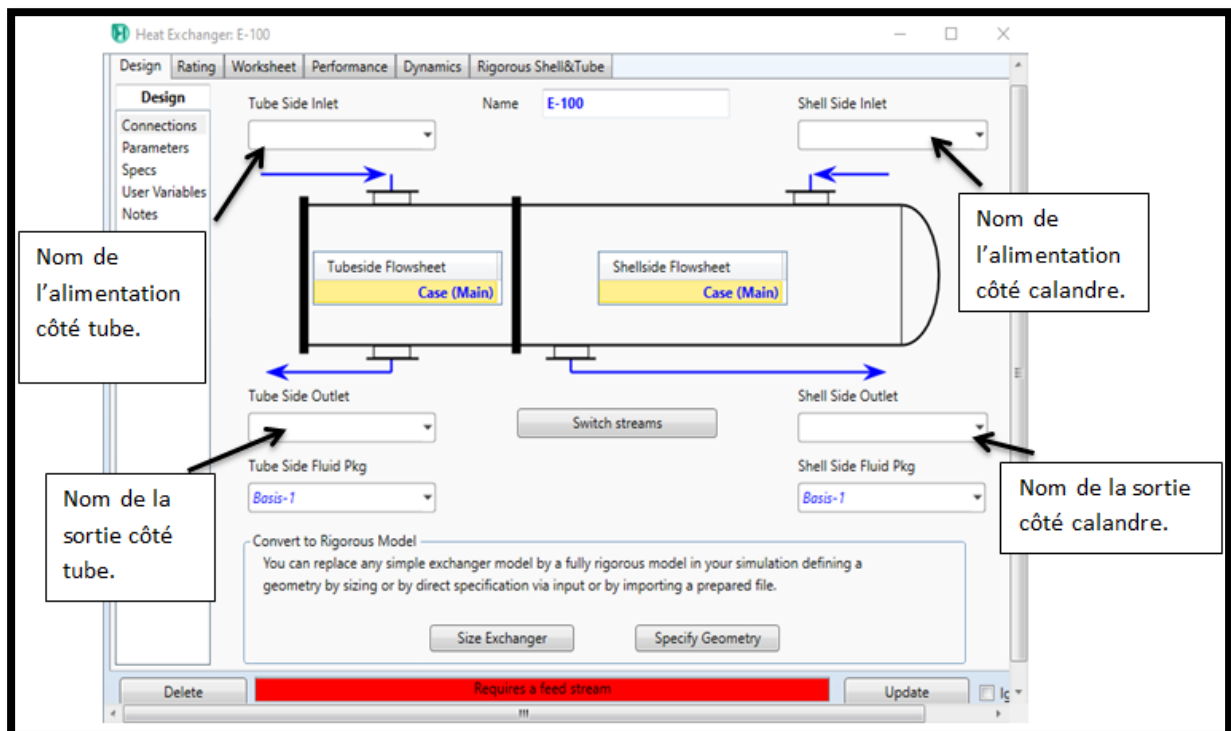 Heat Exchanger: E-100
Design Rating Worksheet Performance Dynamics Rigorous Shell&Tube
Design
Connections
Parameters
Specs
User Variables
Notes
Tube Side Inlet
Name E-100
Shell Side Inlet
Nom de
l'alimentation
côté tube.
Nom de
l'alimentation
côté calandre.
Tubeside Flowsheet
Case (Main)
Shellside Flowsheet
Case (Main)
Tube Side Outlet
Switch streams
Shell Side Outlet
Tube Side Fluid Pkg
Basis-1
Shell Side Fluid Pkg
Basis-1
Nom de la
sortie côté
tube.
Nom de la sortie
côté calandre.
Convert to Rigorous Model
You can replace any simple exchanger model by a fully rigorous model in your simulation defining a
geometry by sizing or by direct specification via input or by importing a prepared file.
Size Exchanger Specify Geometry
Delete Requires a feed stream Update